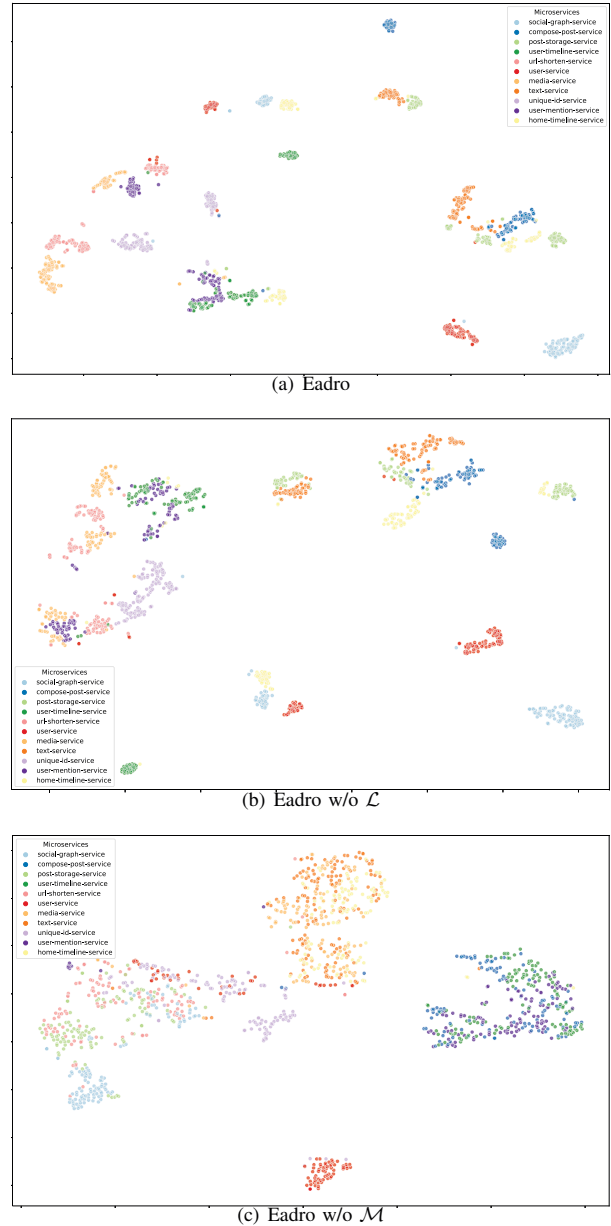 Microservices
social-graph-service
compose-post-service
post-storage-service
user-timeline-service
url-shorten-service
user-service
media-service
text-service
unique-id-service
user-mention-service
home-timeline-service
(a) Eadro
Microservices
social-graph-service
compose-post-service
post-storage-service
user-timeline-service
url-shorten-service
user-service
media-service
text-service
unique-id-service
user-mention-service
home-timeline-service
(b) Eadro w/o ℒ
Microservices
social-graph-service
compose-post-service
post-storage-service
user-timeline-service
url-shorten-service
user-service
media-service
text-service
unique-id-service
user-mention-service
home-timeline-service
(c) Eadro w/o ℳ